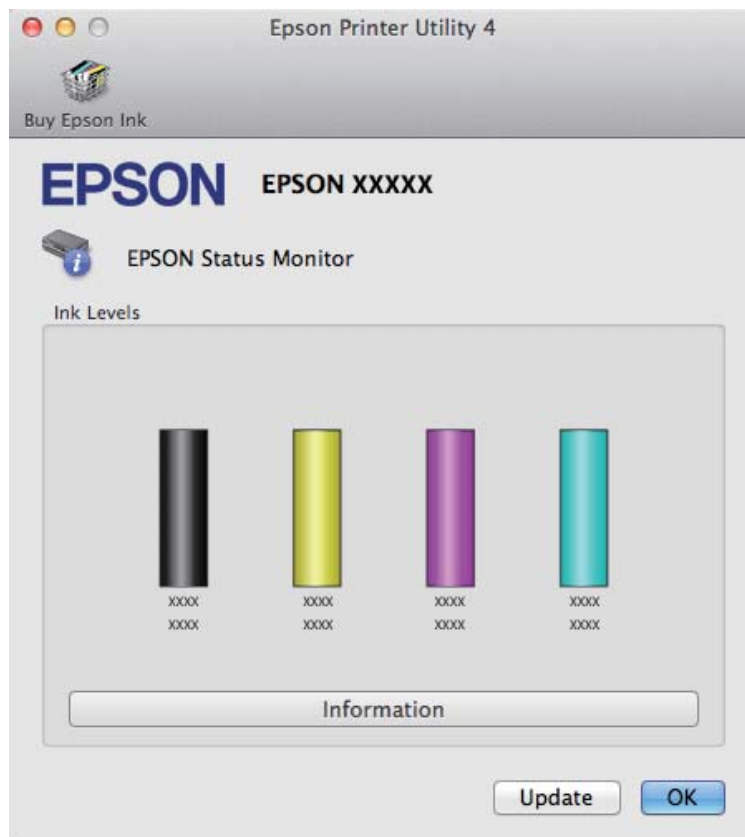 Epson Printer Utility 4
Buy Epson Ink
EPSON EPSON XXXXX
EPSON Status Monitor
Ink Levels
xxxx xxxx xxxx xxxx
xxxx xxxx xxxx xxxx
Information
Update OK